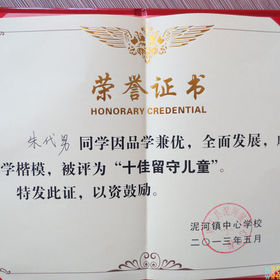 荣誉证书
HONORARY CREDENTIAL
朱代男 同学因品学兼优，全面发展，
学楷模，被评为“十佳留守儿童”。
特发此证，以资鼓励。
泥河镇中心学校
二〇一三年五月